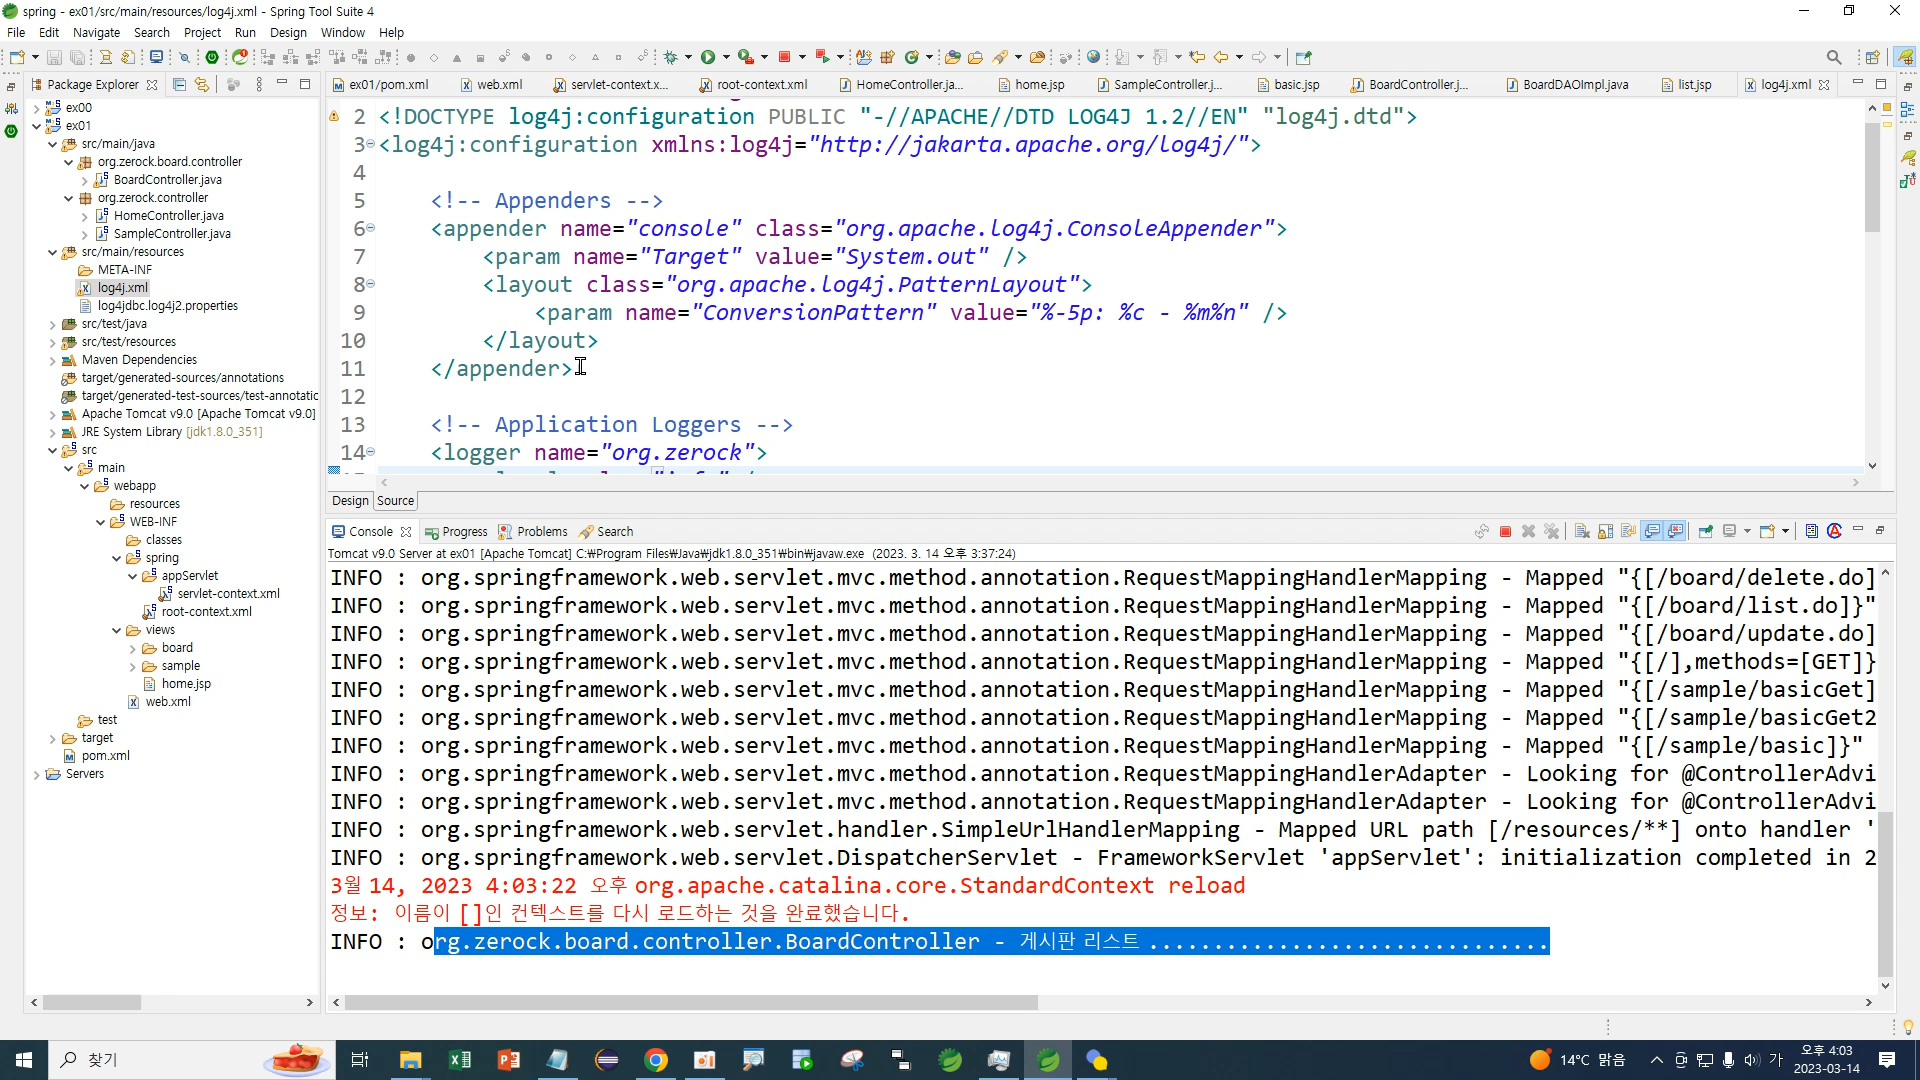 spring - ex01/src/main/resources/log4j.xml - Spring Tool Suite 4
File Edit Navigate Search Project Run Design Window Help
Package Explorer
ex01/pom.xml web.xml servlet-context.x... root-context.xml HomeController.ja... home.jsp SampleController.j... basic.jsp BoardController.j... BoardDAOImpl.java list.jsp log4j.xml
ex00
ex01
src/main/java
org.zerock.board.controller
BoardController.java
org.zerock.controller
HomeController.java
SampleController.java
src/main/resources
META-INF
log4j.xml
log4jdbc.log4j2.properties
src/test/java
src/test/resources
Maven Dependencies
target/generated-sources/annotations
target/generated-test-sources/test-annotatic
Apache Tomcat v9.0 [Apache Tomcat v9.0]
JRE System Library [jdk1.8.0_351]
src
main
webapp
resources
WEB-INF
classes
spring
appServlet
servlet-context.xml
root-context.xml
views
board
sample
home.jsp
web.xml
test
target
pom.xml
Servers
2 <!DOCTYPE log4j:configuration PUBLIC "-//APACHE//DTD LOG4J 1.2//EN" "log4j.dtd">
3 <log4j:configuration xmlns:log4j="http://jakarta.apache.org/log4j/">
4
5 <!-- Appenders -->
6 <appender name="console" class="org.apache.log4j.ConsoleAppender">
7 <param name="Target" value="System.out" />
8 <layout class="org.apache.log4j.PatternLayout">
9 <param name="ConversionPattern" value="%-5p: %c - %m%n" />
10 </layout>
11 </appender>
12
13 <!-- Application Loggers -->
14 <logger name="org.zerock">
Design Source
Console Progress Problems Search
Tomcat v9.0 Server at ex01 [Apache Tomcat] C:₩Program Files₩Java₩jdk1.8.0_351₩bin₩javaw.exe (2023. 3. 14 오후 3:37:24)
INFO : org.springframework.web.servlet.mvc.method.annotation.RequestMappingHandlerMapping - Mapped "{[/board/delete.do]
INFO : org.springframework.web.servlet.mvc.method.annotation.RequestMappingHandlerMapping - Mapped "{[/board/list.do]}"
INFO : org.springframework.web.servlet.mvc.method.annotation.RequestMappingHandlerMapping - Mapped "{[/board/update.do]
INFO : org.springframework.web.servlet.mvc.method.annotation.RequestMappingHandlerMapping - Mapped "{[/],methods=[GET]}
INFO : org.springframework.web.servlet.mvc.method.annotation.RequestMappingHandlerMapping - Mapped "{[/sample/basicGet]
INFO : org.springframework.web.servlet.mvc.method.annotation.RequestMappingHandlerMapping - Mapped "{[/sample/basicGet2
INFO : org.springframework.web.servlet.mvc.method.annotation.RequestMappingHandlerMapping - Mapped "{[/sample/basic]}"
INFO : org.springframework.web.servlet.mvc.method.annotation.RequestMappingHandlerAdapter - Looking for @ControllerAdvi
INFO : org.springframework.web.servlet.mvc.method.annotation.RequestMappingHandlerAdapter - Looking for @ControllerAdvi
INFO : org.springframework.web.servlet.handler.SimpleUrlHandlerMapping - Mapped URL path [/resources/**] onto handler '
INFO : org.springframework.web.servlet.DispatcherServlet - FrameworkServlet 'appServlet': initialization completed in 2
3월 14, 2023 4:03:22 오후 org.apache.catalina.core.StandardContext reload
정보: 이름이 []인 컨텍스트를 다시 로드하는 것을 완료했습니다.
INFO : org.zerock.board.controller.BoardController - 게시판 리스트 ...............................
찾기
14°C 맑음
가
오후 4:03
2023-03-14